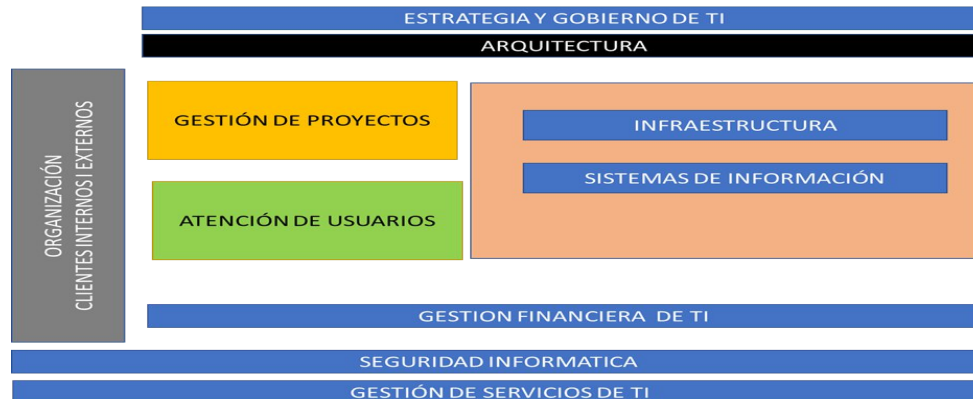 ESTRATEGIA Y GOBIERNO DE TI
ARQUITECTURA
ORGANIZACIÓN
CLIENTES INTERNOS I EXTERNOS
GESTIÓN DE PROYECTOS
INFRAESTRUCTURA
SISTEMAS DE INFORMACIÓN
ATENCIÓN DE USUARIOS
GESTION FINANCIERA DE TI
SEGURIDAD INFORMATICA
GESTIÓN DE SERVICIOS DE TI